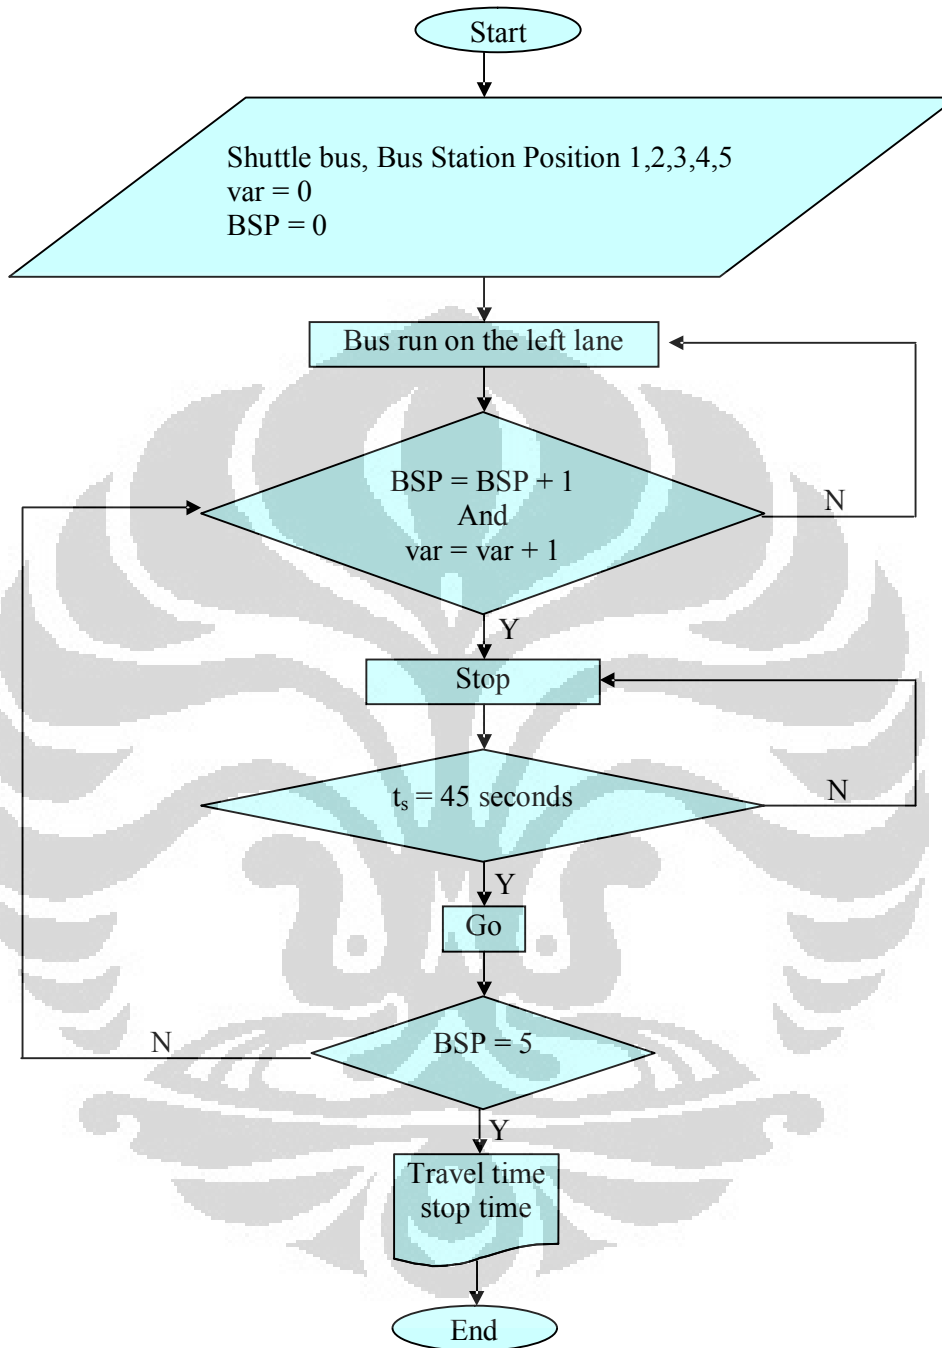 Start
Shuttle bus, Bus Station Position 1,2,3,4,5
var = 0
BSP = 0
Bus run on the left lane
BSP = BSP + 1
And
var = var + 1
N
Y
Stop
t_s = 45 seconds
N
Y
Go
BSP = 5
N
Y
Travel time
stop time
End